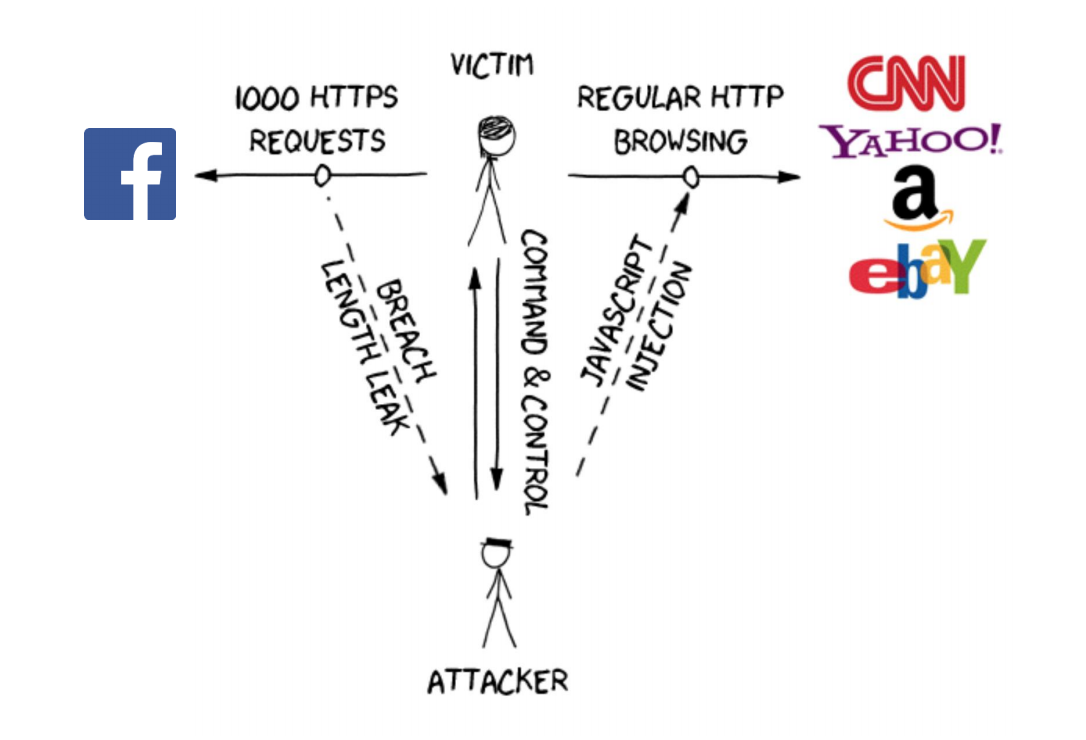 VICTIM
1000 HTTPS
REQUESTS
REGULAR HTTP
BROWSING
f
CNN
YAHOO!
a
ebaY
BREACH
LENGTH LEAK
COMMAND & CONTROL
JAVASCRIPT
INJECTION
ATTACKER